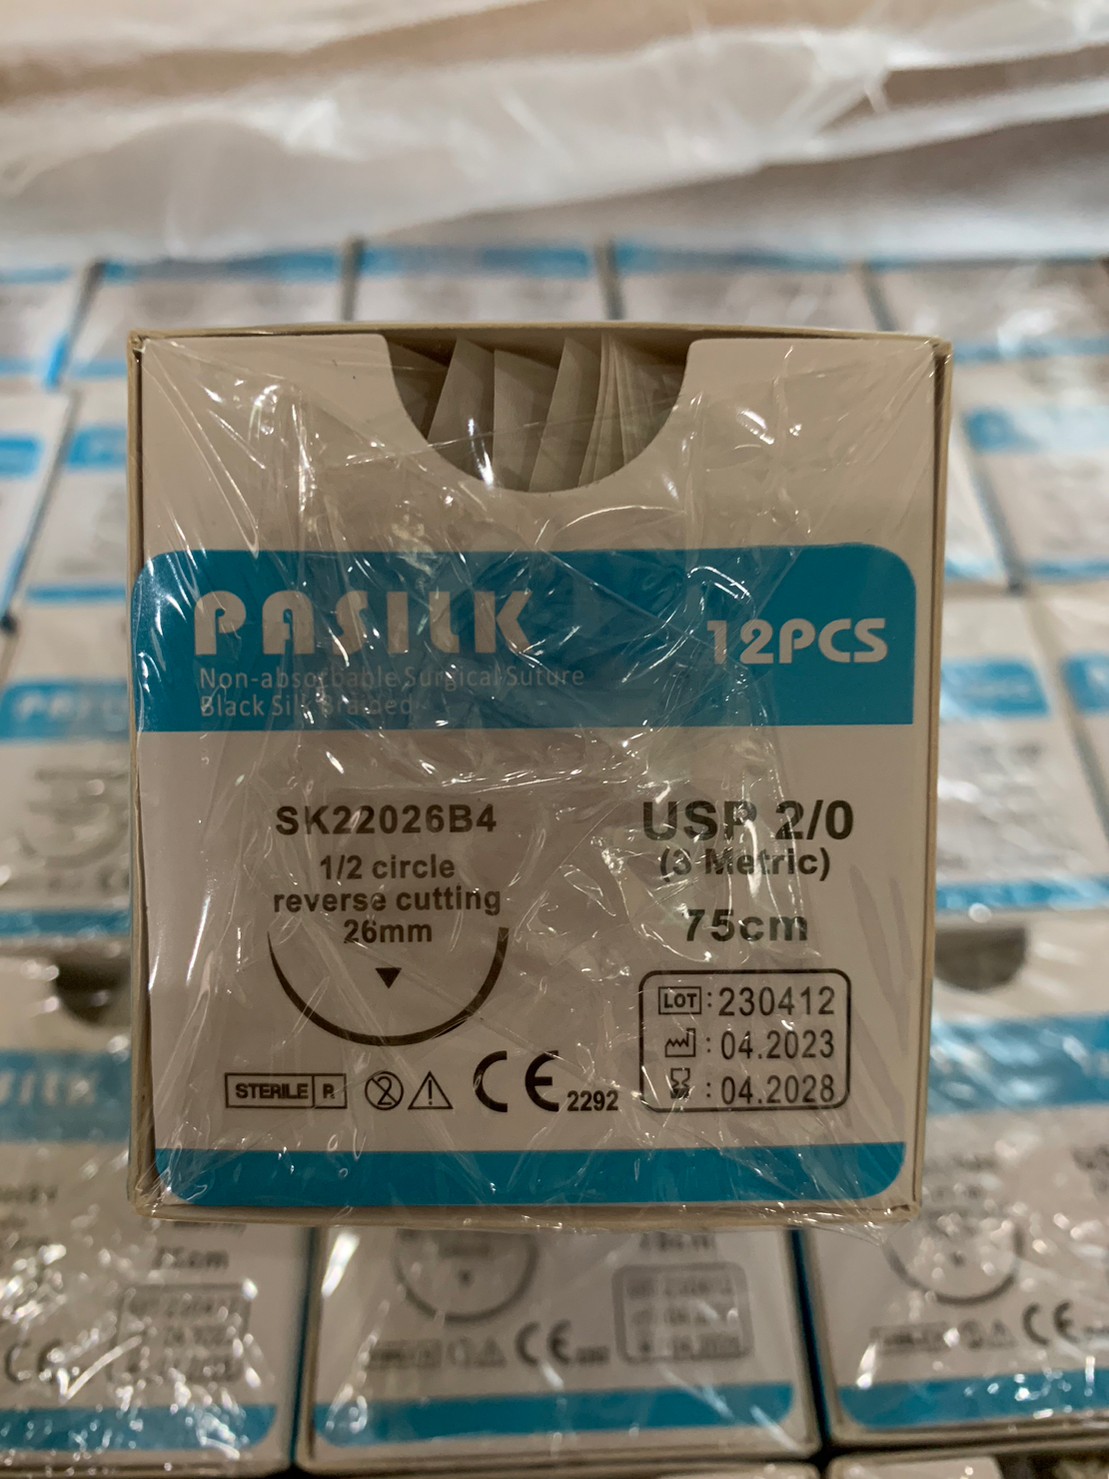 PASILK
12PCS
Non-absorbable Surgical Suture
Black Silk Braided
SK22026B4
1/2 circle
reverse cutting
26mm
USP 2/0
(3 Metric)
75cm
LOT : 230412
: 04.2023
: 04.2028
STERILE R
2
CE 2292